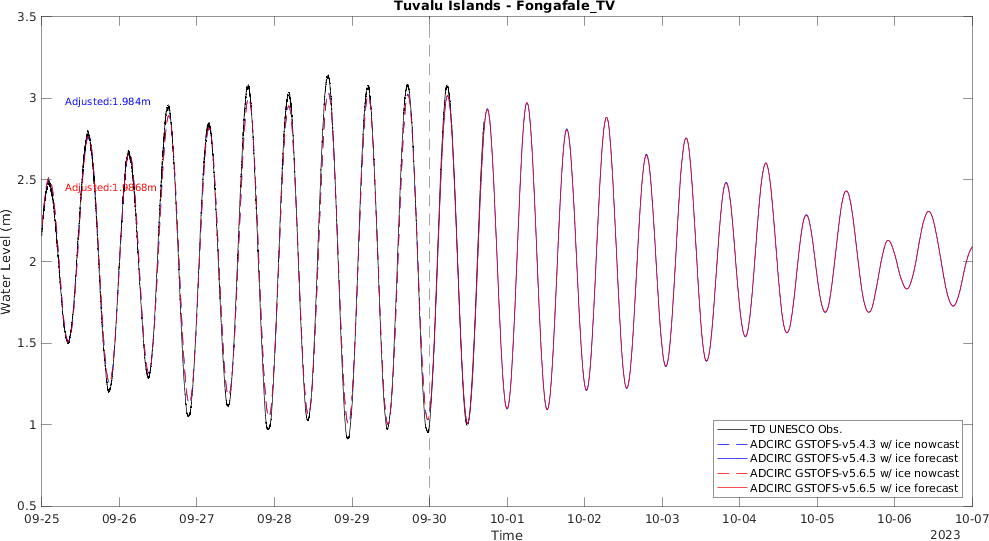 Tuvalu Islands - Fongafale_TV
3.5
3
2.5
2
1.5
1
0.5
Water Level (m)
Adjusted:1.984m
Adjusted:1.9868m
TD UNESCO Obs.
ADCIRC GSTOFS-v5.4.3 w/ ice nowcast
ADCIRC GSTOFS-v5.4.3 w/ ice forecast
ADCIRC GSTOFS-v5.6.5 w/ ice nowcast
ADCIRC GSTOFS-v5.6.5 w/ ice forecast
09-25 09-26 09-27 09-28 09-29 09-30 10-01 10-02 10-03 10-04 10-05 10-06 10-07
Time
2023